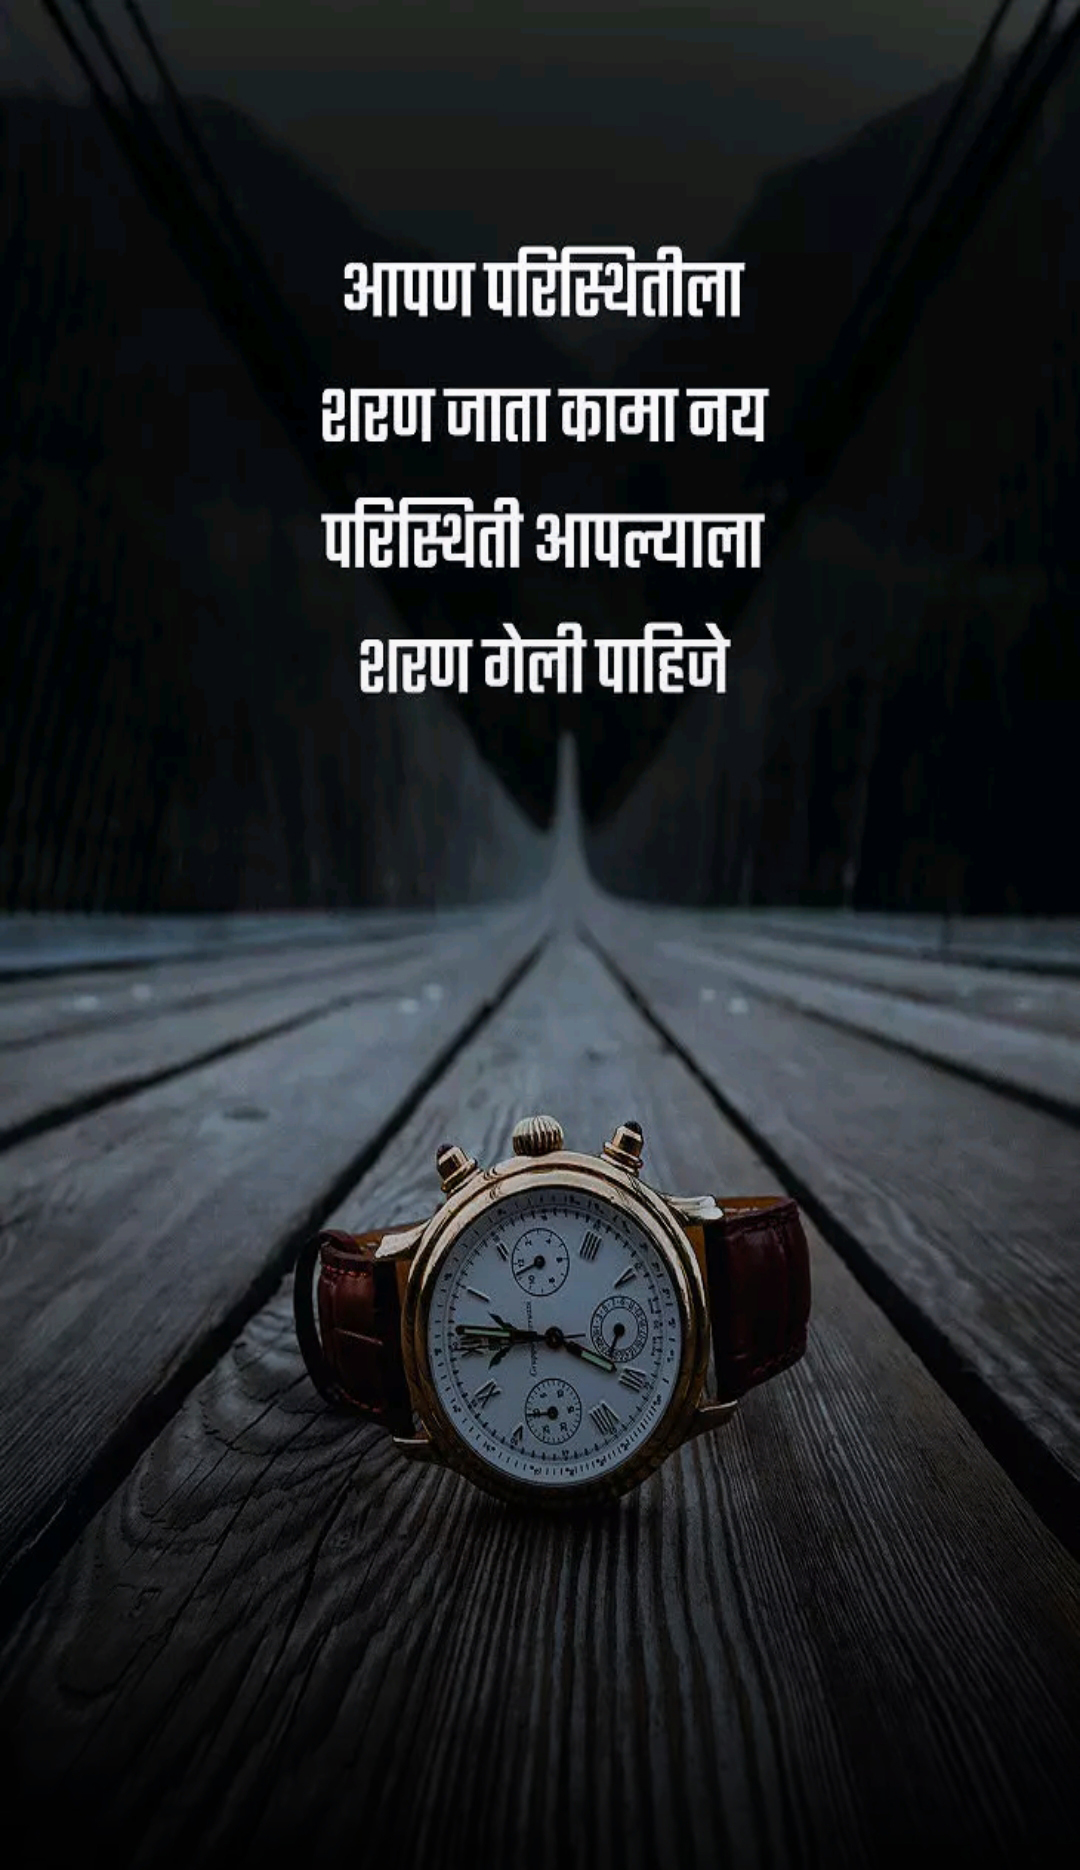 आपण परिस्थितीला
शरण जाता कामा नय
परिस्थिती आपल्याला
शरण गेली पाहिजे